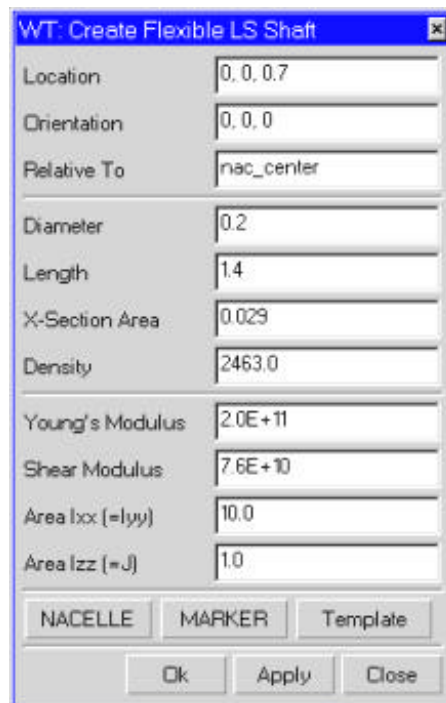 WT: Create Flexible LS Shaft
Location 0, 0, 0.7
Orientation 0, 0, 0
Relative To nac_center
Diameter 0.2
Length 1.4
X-Section Area 0.029
Density 2463.0
Young's Modulus 2.0E+11
Shear Modulus 7.6E+10
Area Ixx (=Iyy) 10.0
Area Izz (=J) 1.0
NACELLE MARKER Template
Ok Apply Close